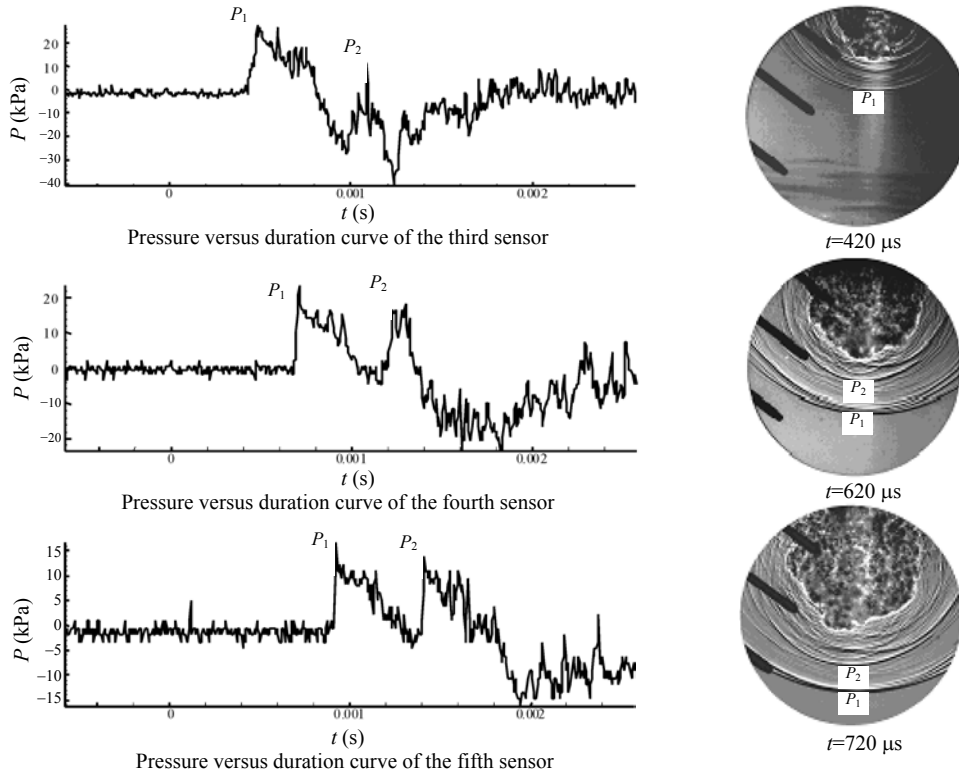 P1
P2
20
10
0
−10
−20
−30
−40
P (kPa)
0
0.001
0.002
t (s)
Pressure versus duration curve of the third sensor
P1
t=420 μs
P1
P2
20
10
0
−10
−20
P (kPa)
0
0.001
0.002
t (s)
Pressure versus duration curve of the fourth sensor
P2
P1
t=620 μs
P1
P2
15
10
5
0
−5
−10
−15
P (kPa)
0
0.001
0.002
t (s)
Pressure versus duration curve of the fifth sensor
P2
P1
t=720 μs